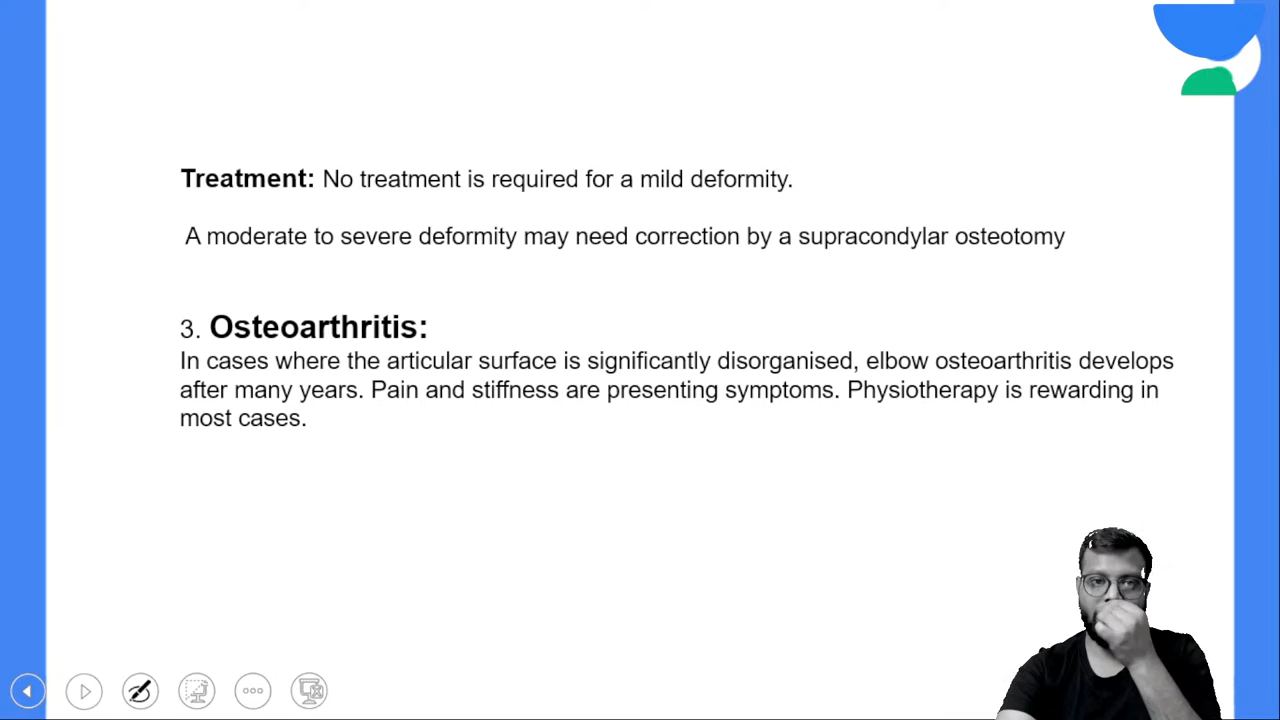 Treatment: No treatment is required for a mild deformity.
A moderate to severe deformity may need correction by a supracondylar osteotomy
3. Osteoarthritis:
In cases where the articular surface is significantly disorganised, elbow osteoarthritis develops
after many years. Pain and stiffness are presenting symptoms. Physiotherapy is rewarding in
most cases.